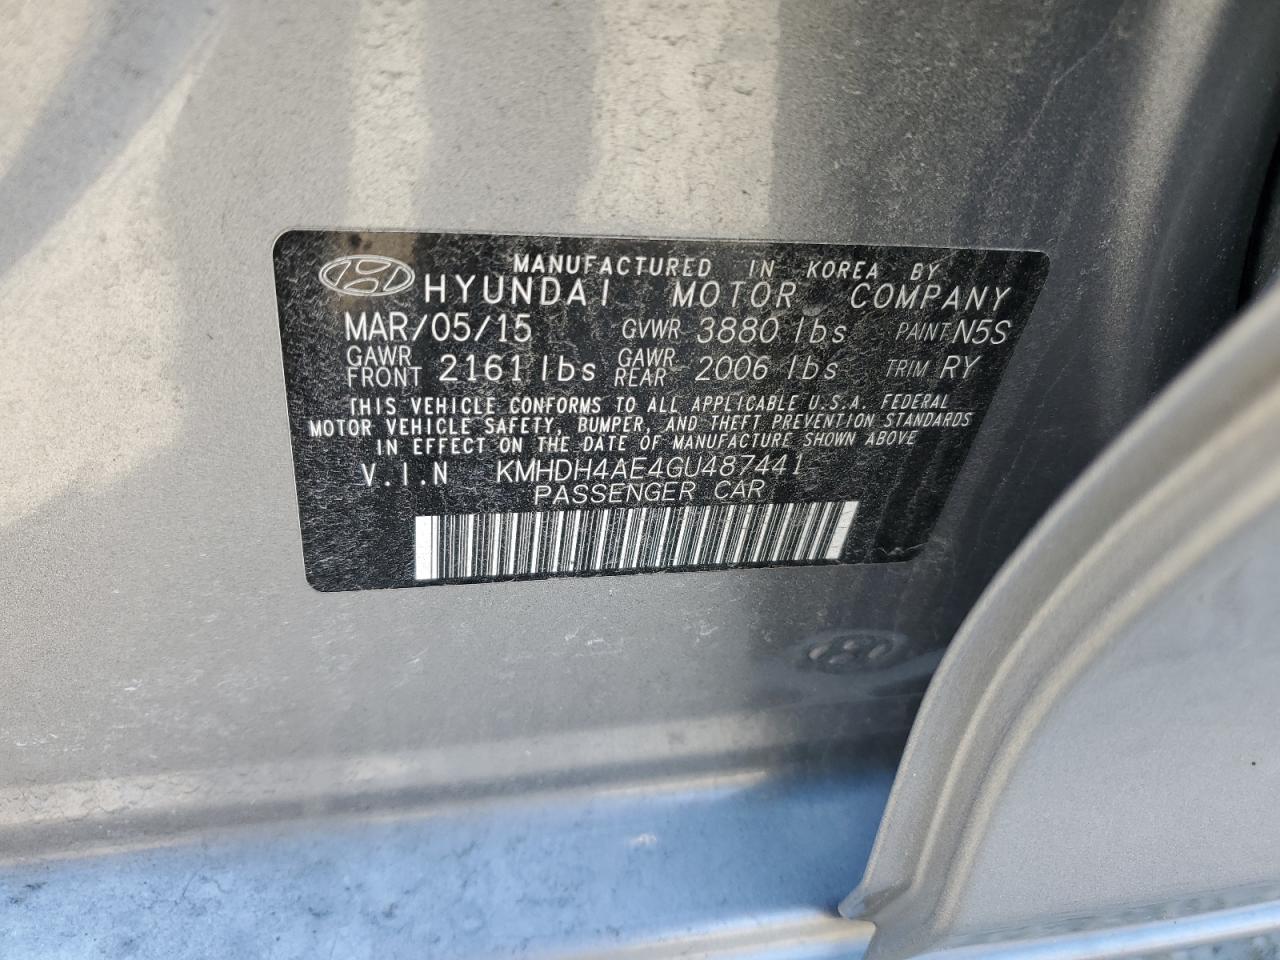 MANUFACTURED IN KOREA BY
HYUNDAI MOTOR COMPANY
MAR/05/15 GVWR 3880 lbs PAINT N5S
GAWR FRONT 2161 lbs GAWR REAR 2006 lbs TRIM RY
THIS VEHICLE CONFORMS TO ALL APPLICABLE U.S.A. FEDERAL
MOTOR VEHICLE SAFETY, BUMPER, AND THEFT PREVENTION STANDARDS
IN EFFECT ON THE DATE OF MANUFACTURE SHOWN ABOVE
V.I.N KMHDH4AE4GU487441
PASSENGER CAR